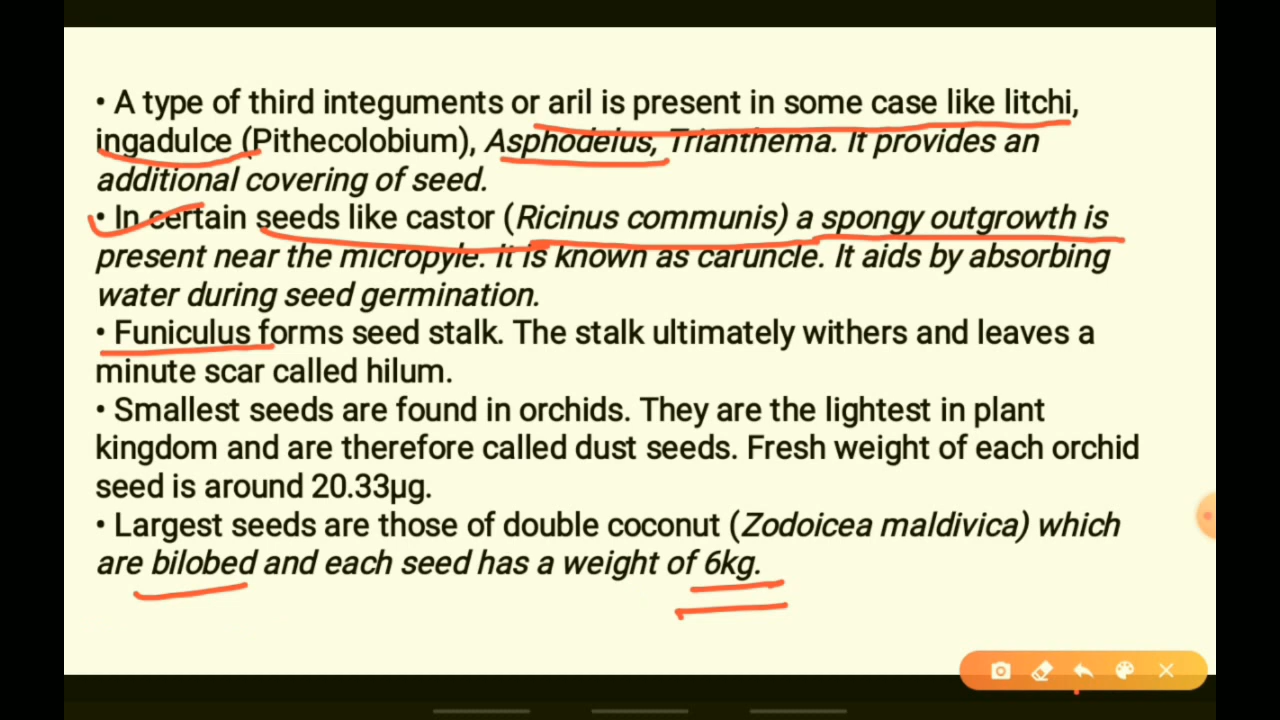 • A type of third integuments or aril is present in some case like litchi,
ingadulce (Pithecolobium), Asphodelus, Trianthema. It provides an
additional covering of seed.
• In certain seeds like castor (Ricinus communis) a spongy outgrowth is
present near the micropyle. It is known as caruncle. It aids by absorbing
water during seed germination.
• Funiculus forms seed stalk. The stalk ultimately withers and leaves a
minute scar called hilum.
• Smallest seeds are found in orchids. They are the lightest in plant
kingdom and are therefore called dust seeds. Fresh weight of each orchid
seed is around 20.33µg.
• Largest seeds are those of double coconut (Zodoicea maldivica) which
are bilobed and each seed has a weight of 6kg.